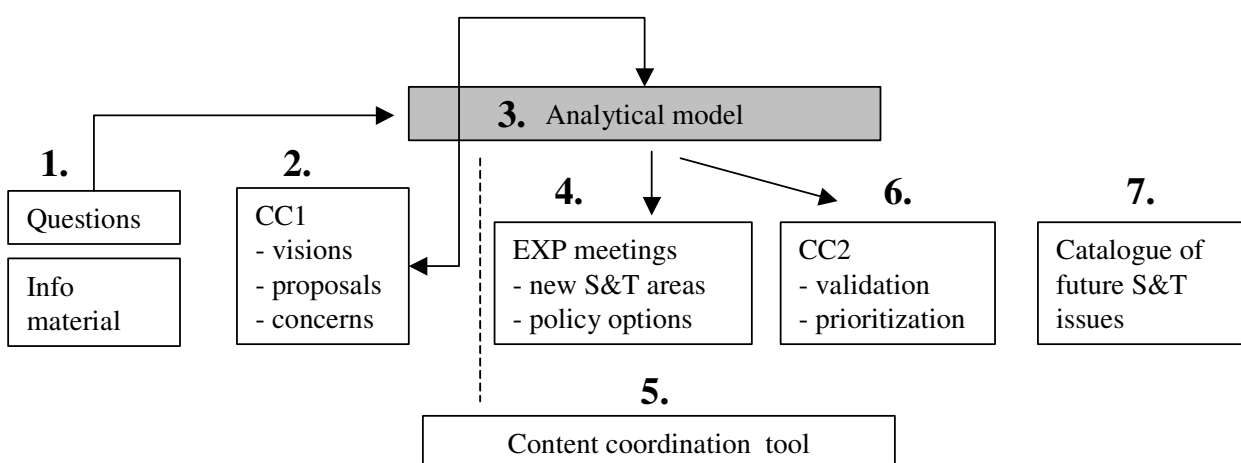 3. Analytical model
1.
Questions
Info
material
2.
CC1
- visions
- proposals
- concerns
4.
EXP meetings
- new S&T areas
- policy options
6.
CC2
- validation
- prioritization
7.
Catalogue of
future S&T
issues
5.
Content coordination tool